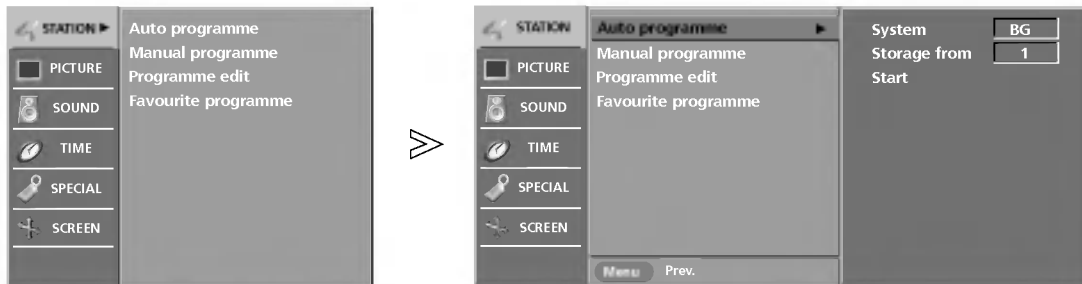 STATION
PICTURE
SOUND
TIME
SPECIAL
SCREEN
Auto programme
Manual programme
Programme edit
Favourite programme
STATION
PICTURE
SOUND
TIME
SPECIAL
SCREEN
Auto programme
Manual programme
Programme edit
Favourite programme
Menu Prev.
System BG
Storage from 1
Start